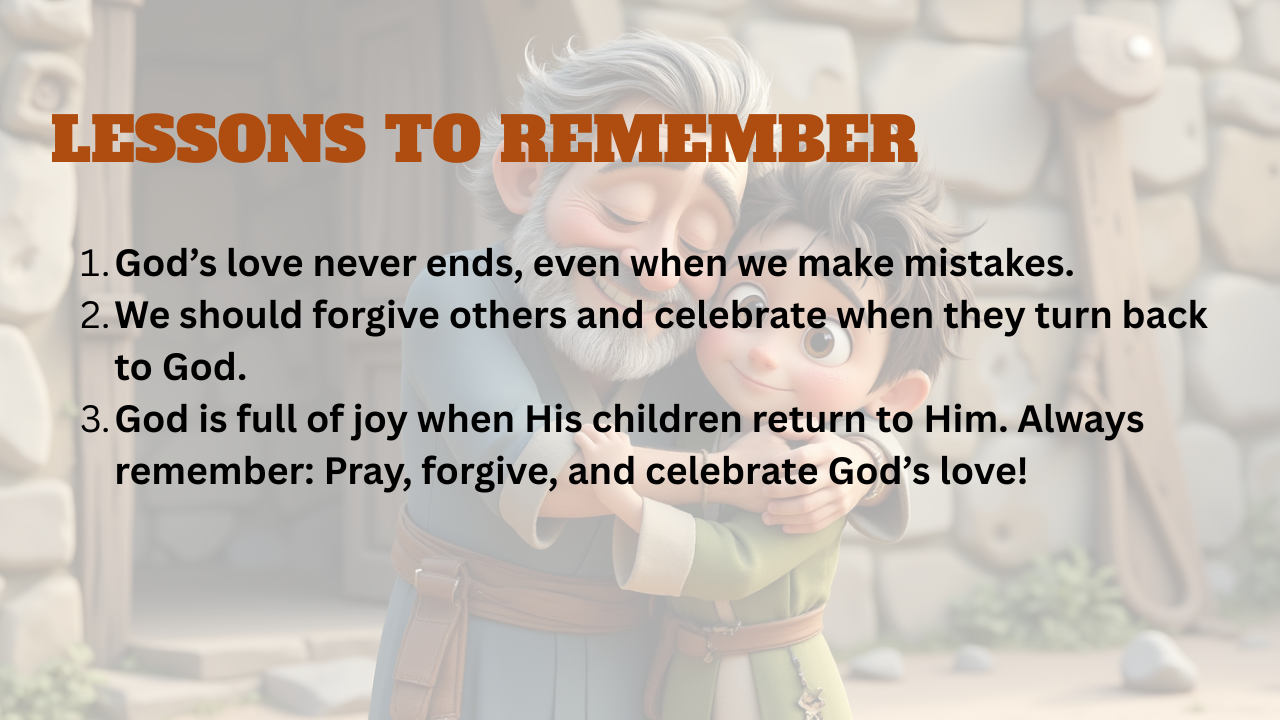 LESSONS TO REMEMBER
1. God’s love never ends, even when we make mistakes.
2. We should forgive others and celebrate when they turn back
to God.
3. God is full of joy when His children return to Him. Always
remember: Pray, forgive, and celebrate God’s love!